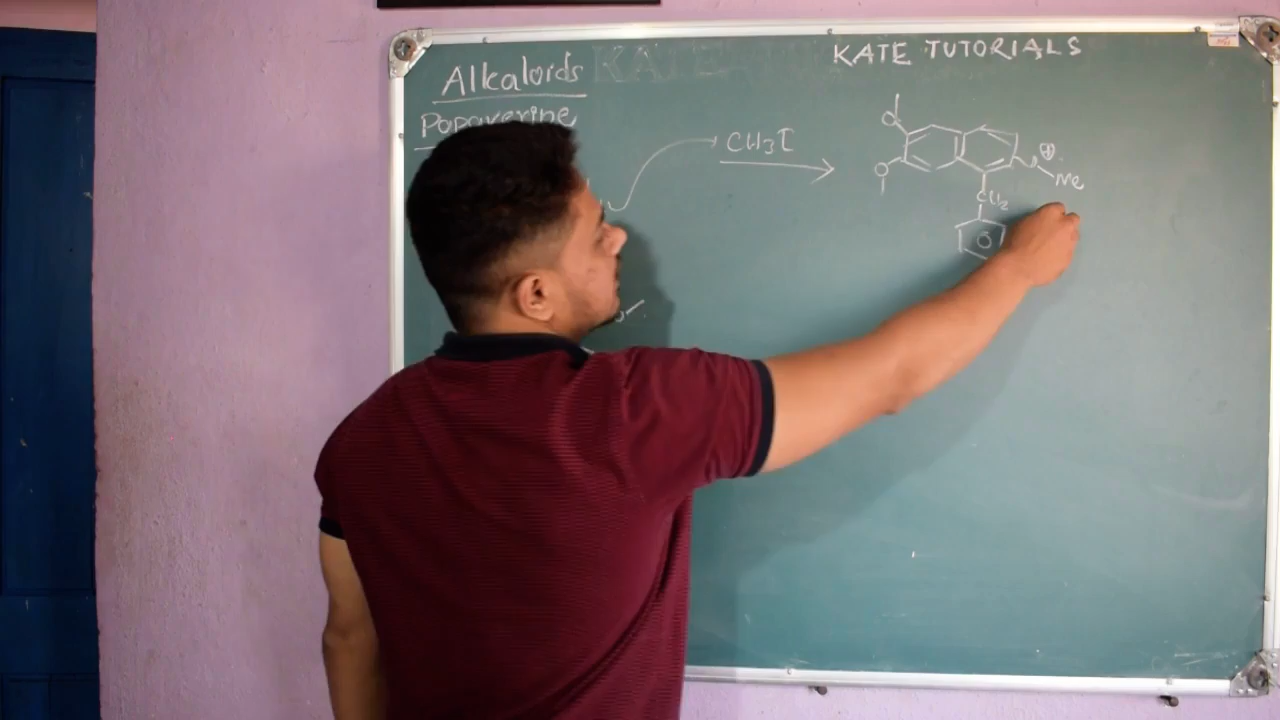 KATE TUTORIALS
Alkaloids
Papaverine
CH3I
O
Me
CH2